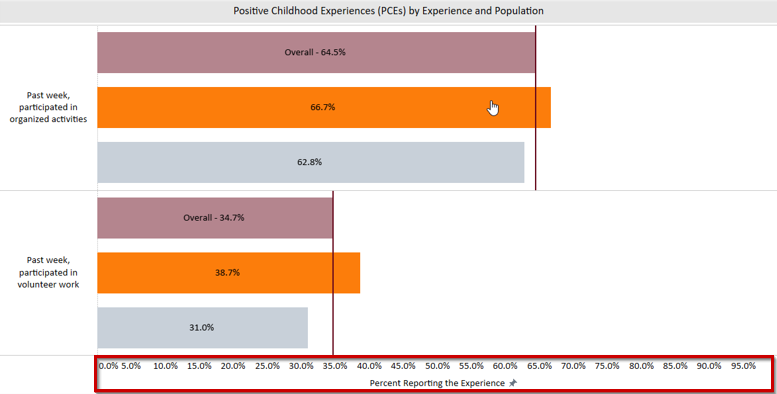 Positive Childhood Experiences (PCEs) by Experience and Population
Past week,
participated in
organized activities
Overall - 64.5%
66.7%
62.8%
Past week,
participated in
volunteer work
Overall - 34.7%
38.7%
31.0%
0.0% 5.0% 10.0% 15.0% 20.0% 25.0% 30.0% 35.0% 40.0% 45.0% 50.0% 55.0% 60.0% 65.0% 70.0% 75.0% 80.0% 85.0% 90.0% 95.0%
Percent Reporting the Experience